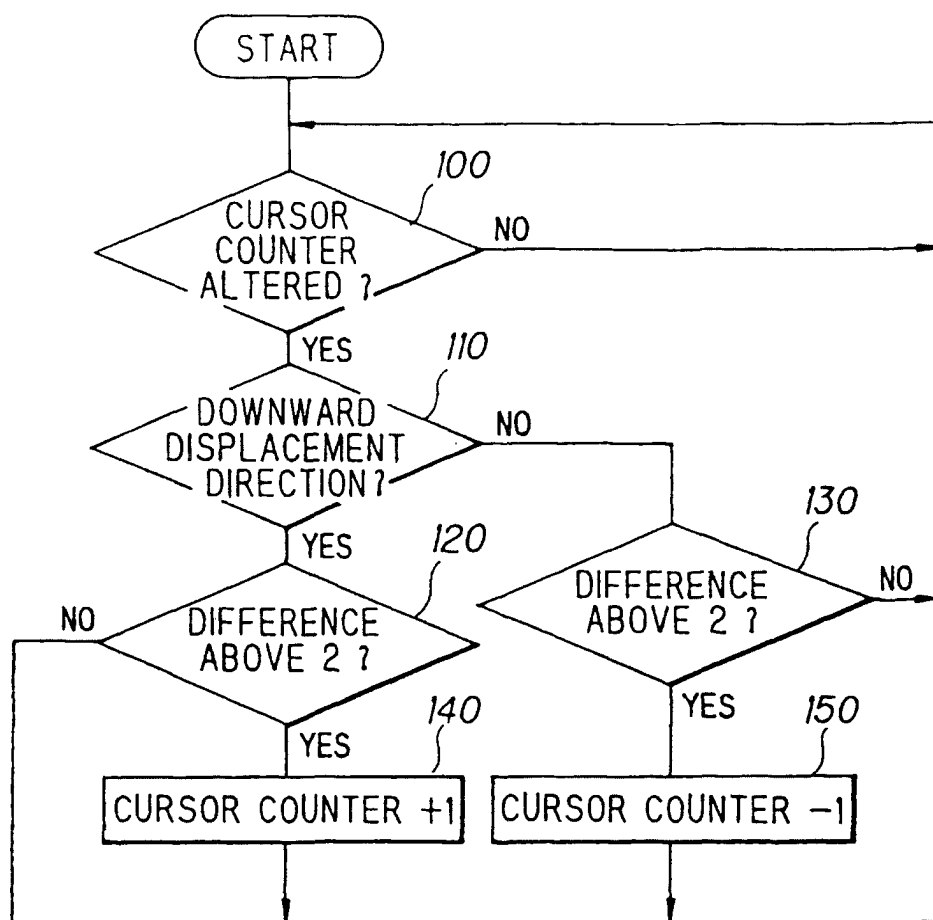 START
100
CURSOR
COUNTER
ALTERED ?
NO
YES
110
DOWNWARD
DISPLACEMENT
DIRECTION?
NO
YES
120
DIFFERENCE
ABOVE 2 ?
NO
YES
130
DIFFERENCE
ABOVE 2 ?
NO
YES
140
CURSOR COUNTER +1
150
CURSOR COUNTER -1